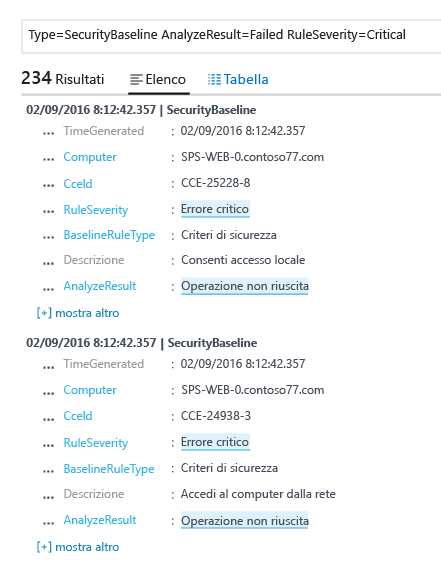 Type=SecurityBaseline AnalyzeResult=Failed RuleSeverity=Critical
234 Risultati Elenco Tabella
02/09/2016 8:12:42.357 | SecurityBaseline
... TimeGenerated : 02/09/2016 8:12:42.357
... Computer : SPS-WEB-0.contoso77.com
... CceId : CCE-25228-8
... RuleSeverity : Errore critico
... BaselineRuleType : Criteri di sicurezza
... Descrizione : Consenti accesso locale
... AnalyzeResult : Operazione non riuscita
[+] mostra altro
02/09/2016 8:12:42.357 | SecurityBaseline
... TimeGenerated : 02/09/2016 8:12:42.357
... Computer : SPS-WEB-0.contoso77.com
... CceId : CCE-24938-3
... RuleSeverity : Errore critico
... BaselineRuleType : Criteri di sicurezza
... Descrizione : Accedi al computer dalla rete
... AnalyzeResult : Operazione non riuscita
[+] mostra altro